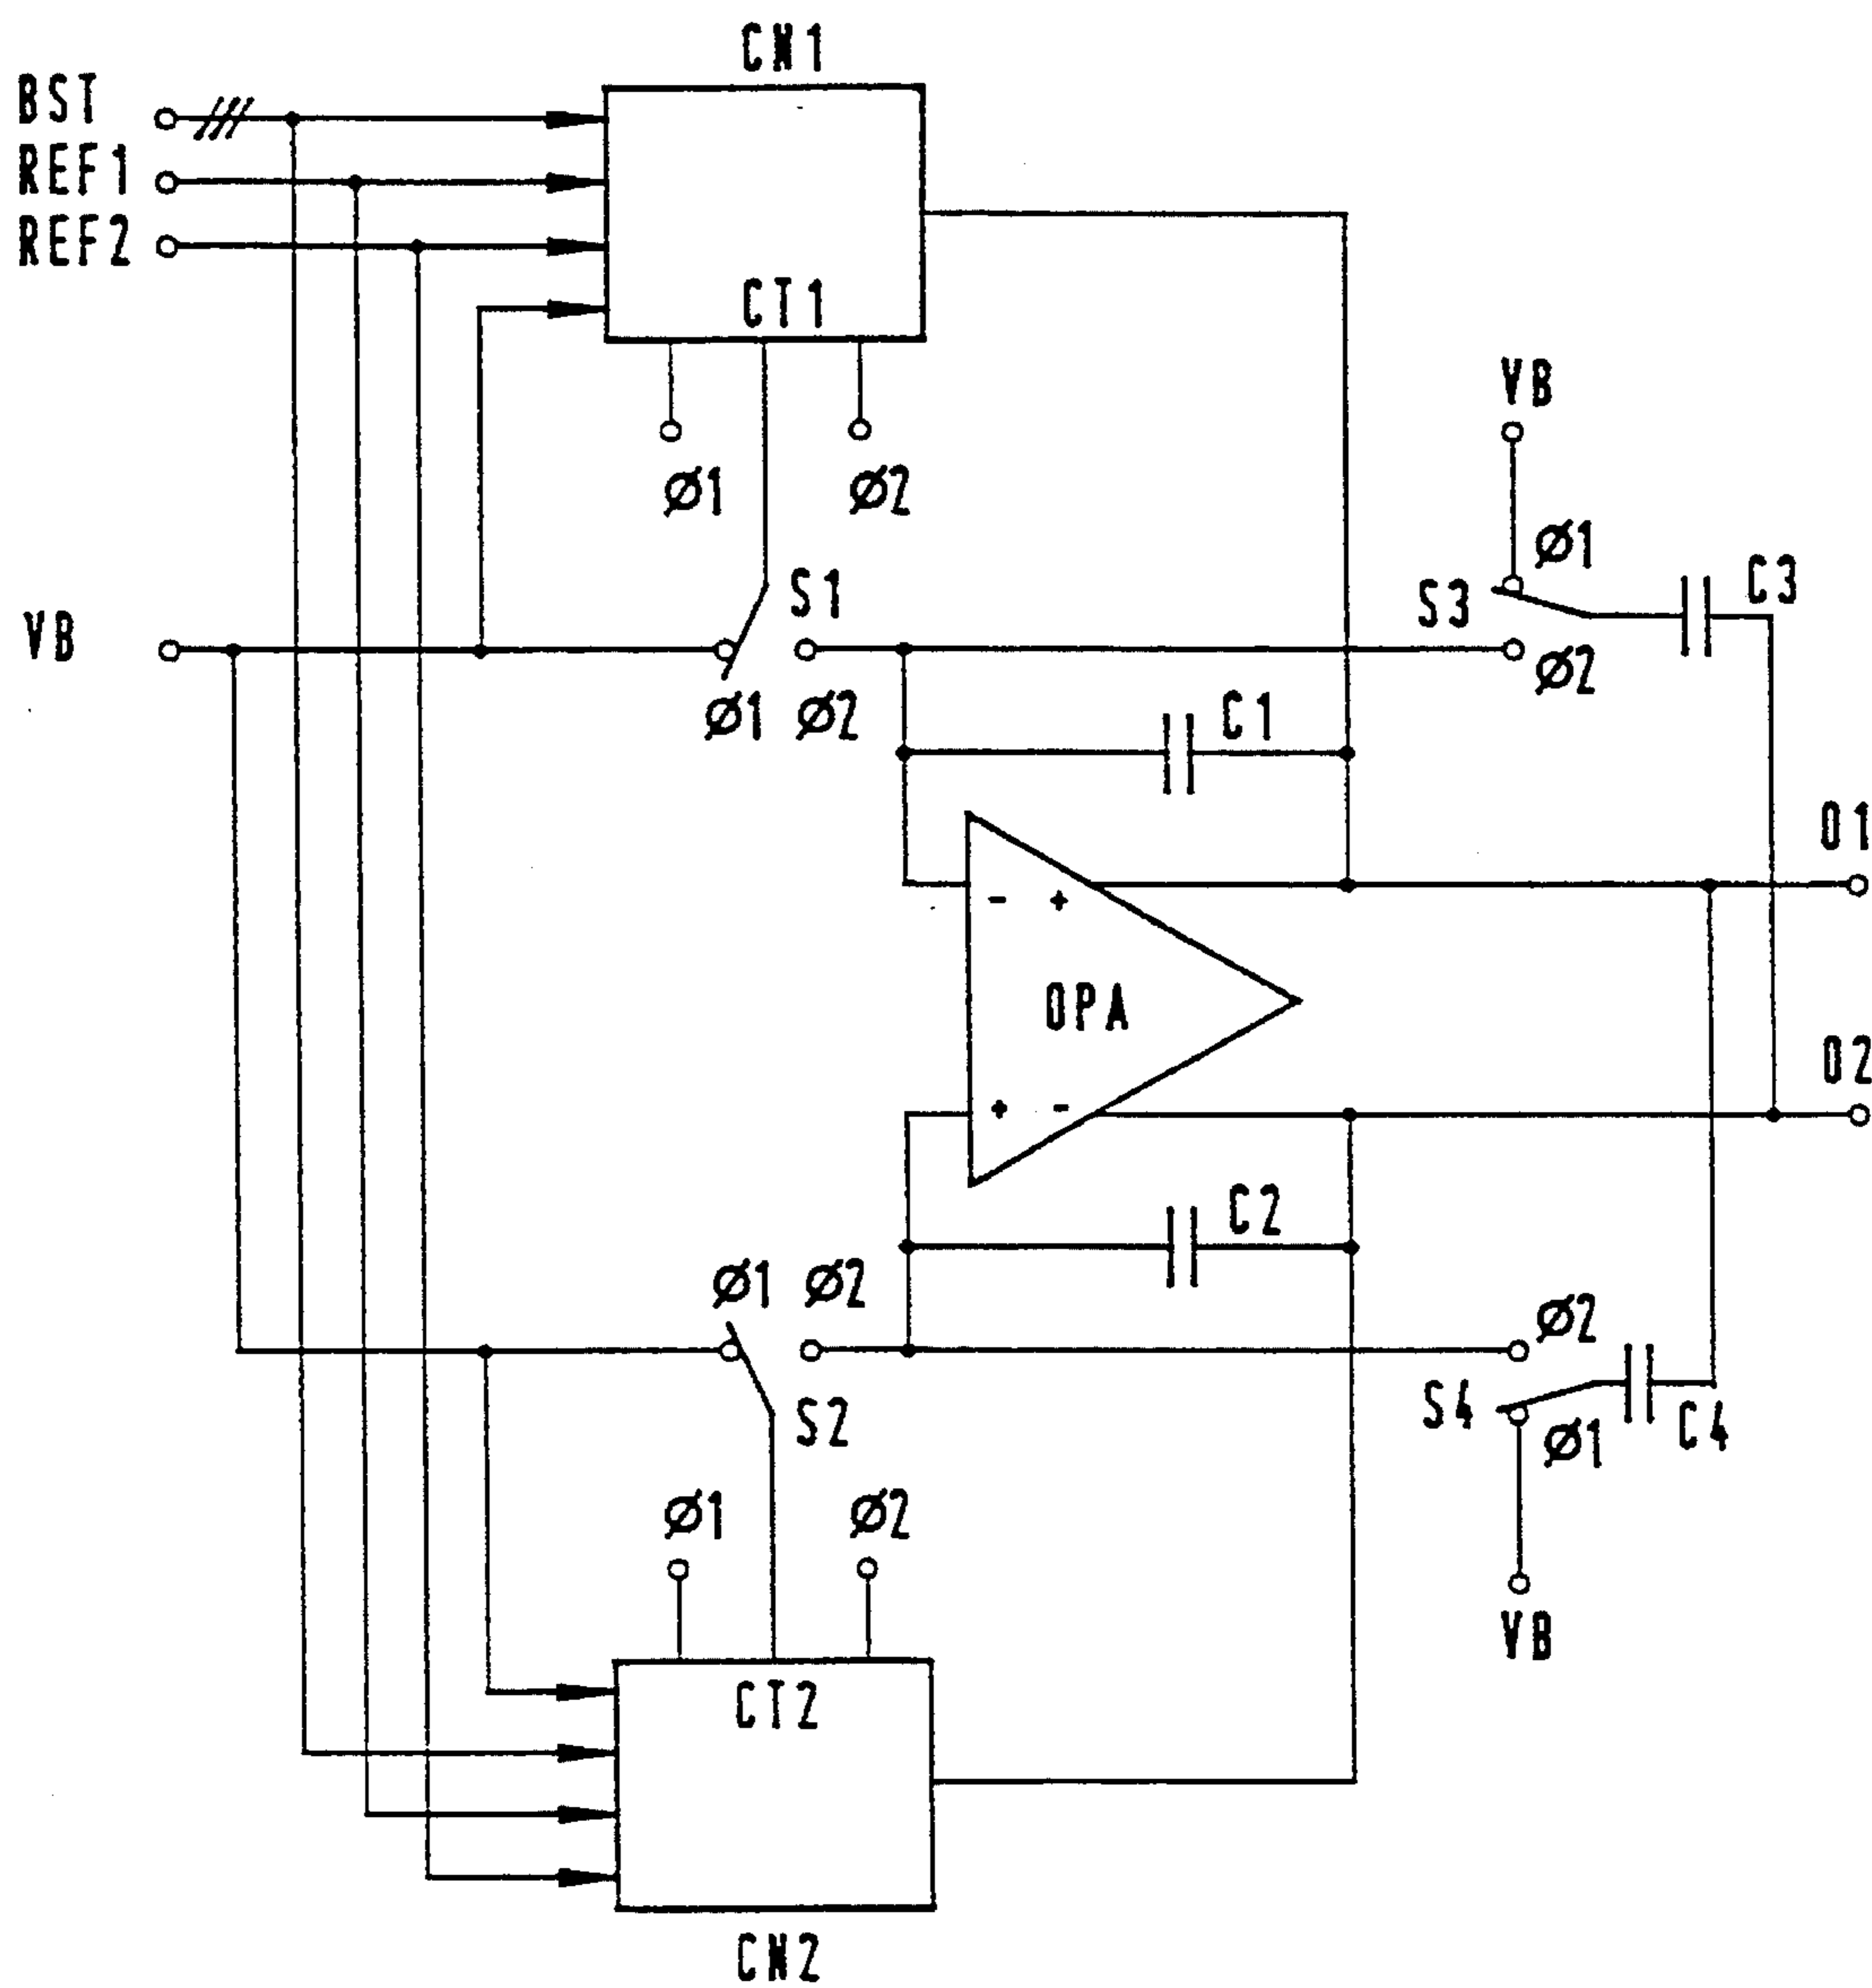 CN1
BST
REF1
REF2
CT1
VB
ø1 ø2
ø1
S1
S3
C3
VB
ø2
ø1 ø2
C1
O1
- +
OPA
O2
+ -
C2
ø1 ø2
ø2
S2
S4
ø1
C4
ø1 ø2
VB
CT2
CN2